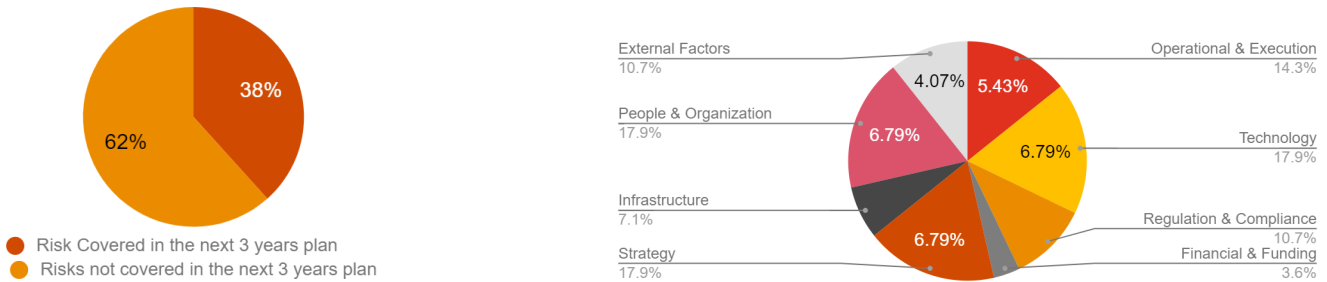 38%
62%
Risk Covered in the next 3 years plan
Risks not covered in the next 3 years plan
External Factors
10.7%
People & Organization
17.9%
Infrastructure
7.1%
Strategy
17.9%
4.07%
5.43%
6.79%
6.79%
6.79%
Operational & Execution
14.3%
Technology
17.9%
Regulation & Compliance
10.7%
Financial & Funding
3.6%